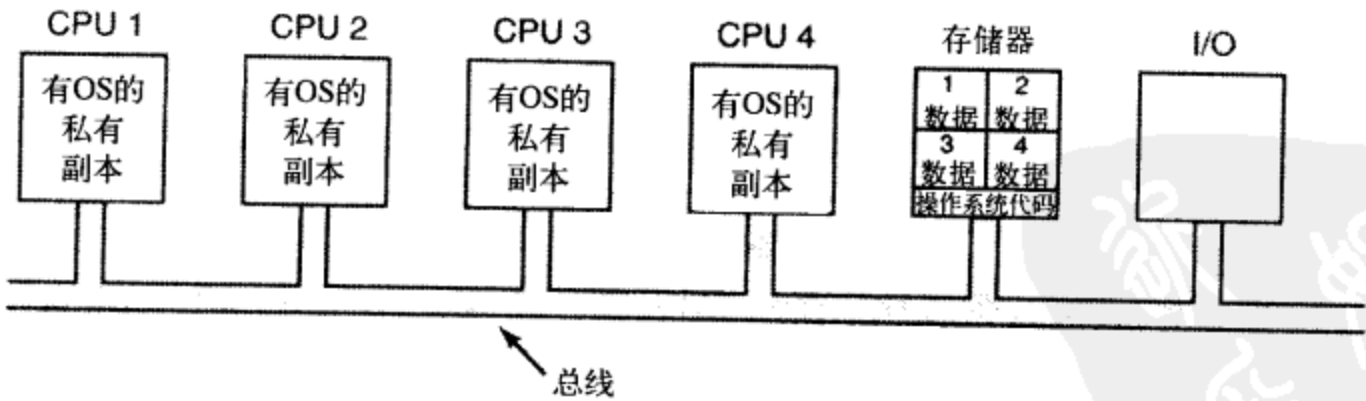 CPU 1
CPU 2
CPU 3
CPU 4
存储器
I/O
有OS的
私有
副本
有OS的
私有
副本
有OS的
私有
副本
有OS的
私有
副本
1
2
数据
数据
3
4
数据
数据
操作系统代码
总线